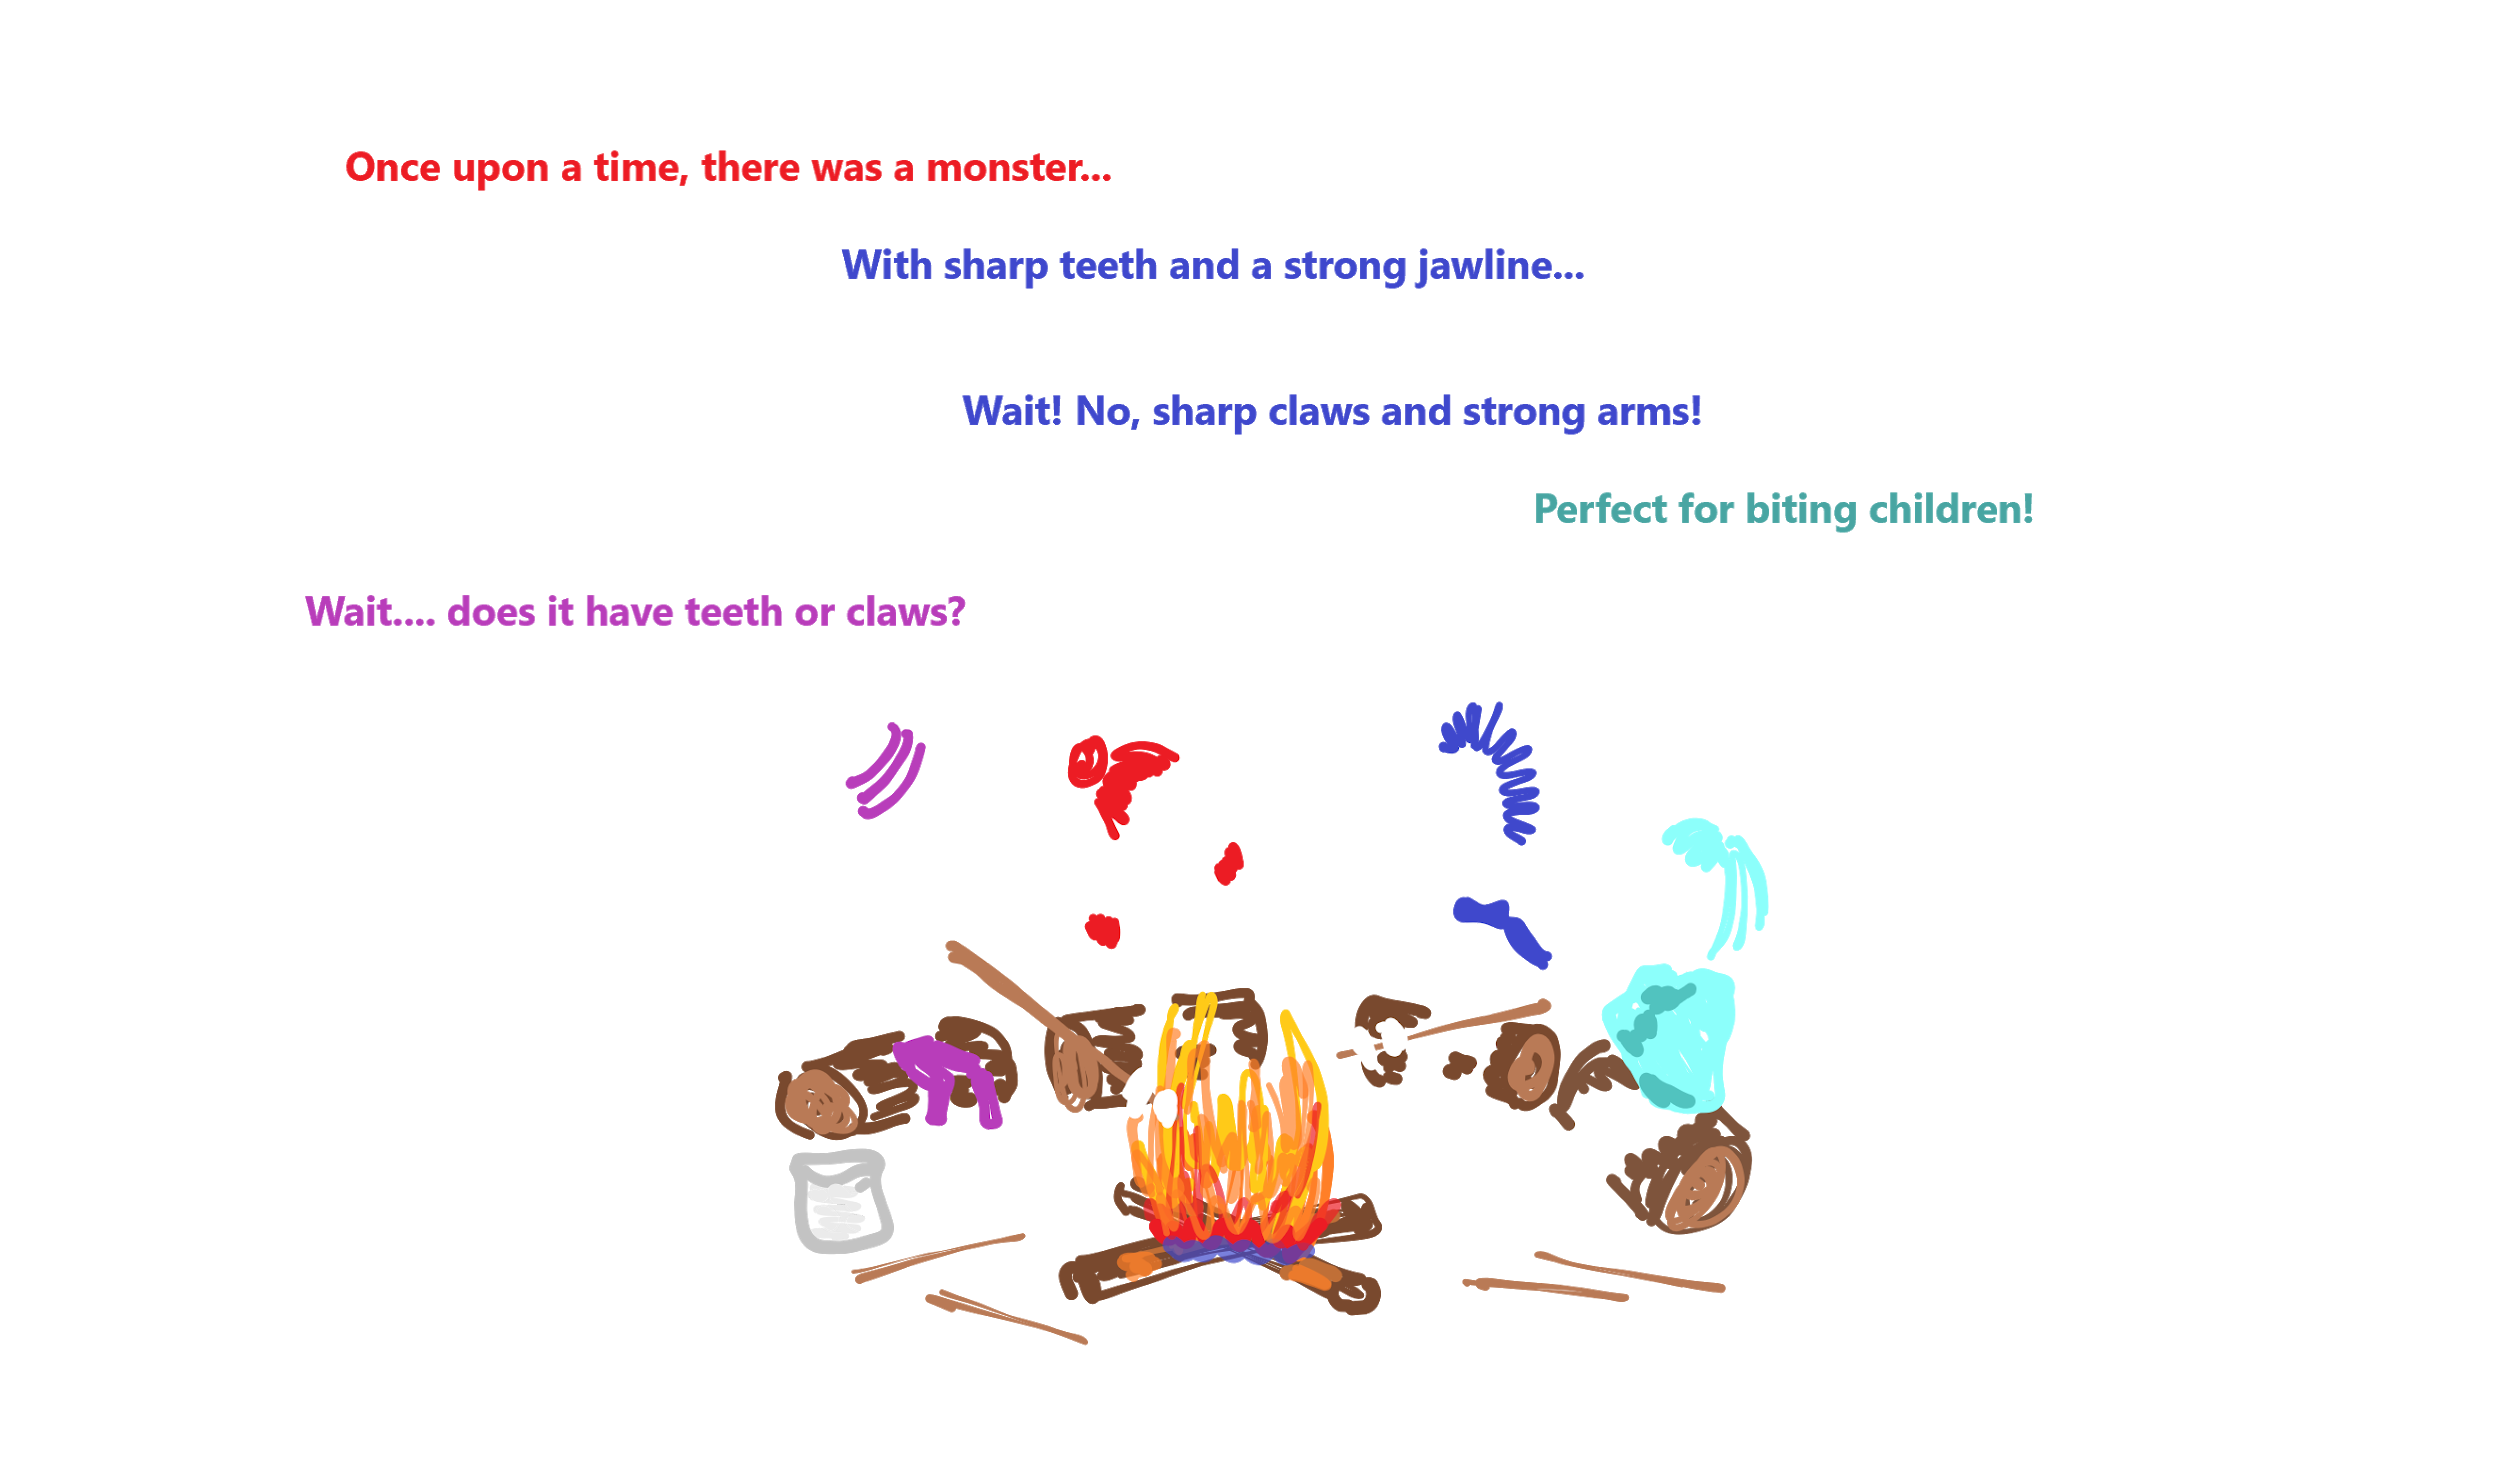 Once upon a time, there was a monster...
With sharp teeth and a strong jawline...
Wait! No, sharp claws and strong arms!
Perfect for biting children!
Wait.... does it have teeth or claws?